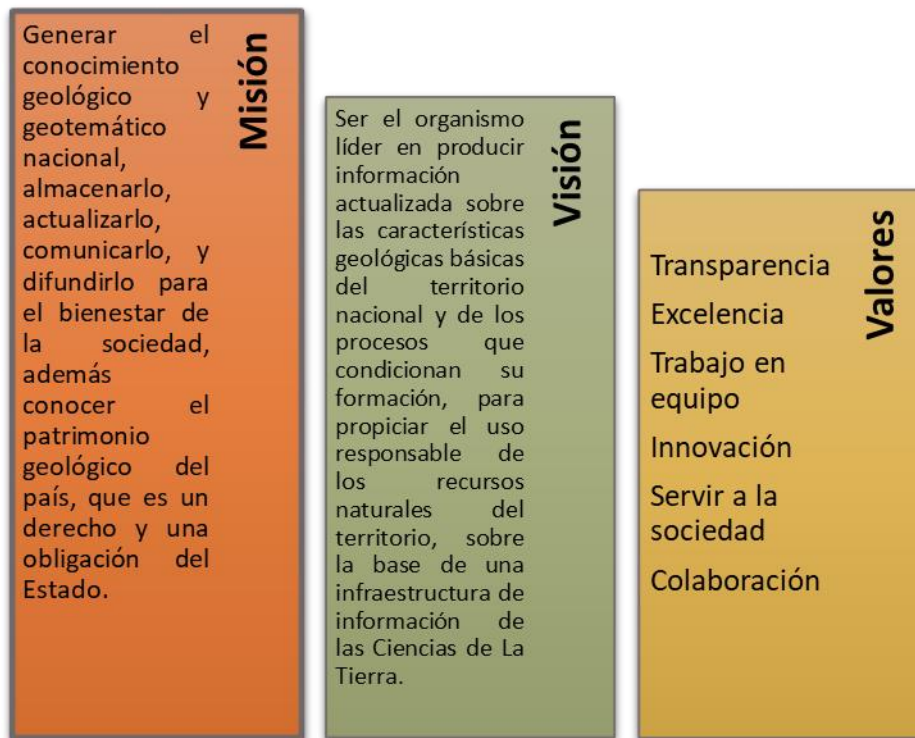 Misión
Generar el
conocimiento
geológico y
geotemático
nacional,
almacenarlo,
actualizarlo,
comunicarlo, y
difundirlo para
el bienestar de
la sociedad,
además
conocer el
patrimonio
geológico del
país, que es un
derecho y una
obligación del
Estado.
Visión
Ser el organismo
líder en producir
información
actualizada sobre
las características
geológicas básicas
del territorio
nacional y de los
procesos que
condicionan su
formación, para
propiciar el uso
responsable de
los recursos
naturales del
territorio, sobre
la base de una
infraestructura de
información de
las Ciencias de La
Tierra.
Valores
Transparencia
Excelencia
Trabajo en
equipo
Innovación
Servir a la
sociedad
Colaboración